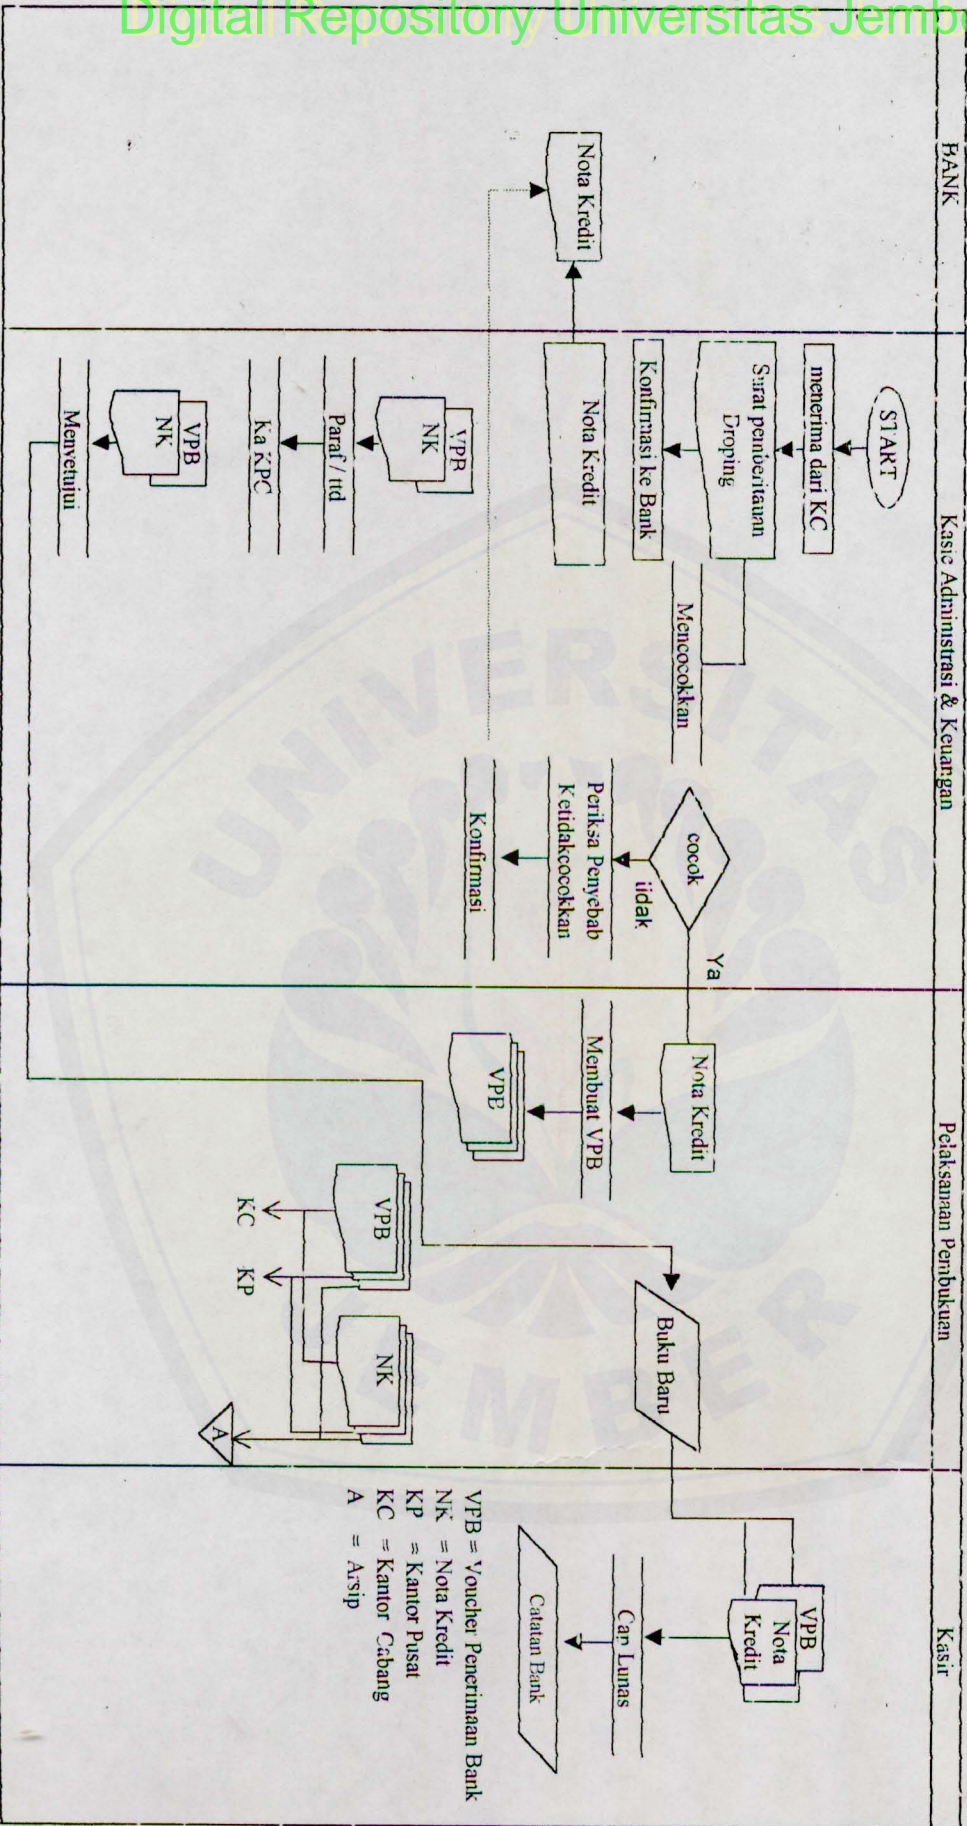 Digital Repository Universitas Jembe
BANK
Kasie Administrasi & Keuangan
Pelaksanaan Pembukuan
Kasir
Nota Kredit
START
menerima dari KC
Surat pemberitauan
Droping
Konfirmasi ke Bank
Nota Kredit
Mencocokkan
cocok
Ya
tidak
Periksa Penyebab
Ketidakcocokkan
Konfirmasi
VPB
NK
Paraf / ttd
Ka KPC
VPB
NK
Menyetujui
Nota Kredit
Membuat VPB
VPB
VPB
NK
KC
KP
A
Buku Baru
VPB
Nota
Kredit
Cap Lunas
Catatan Bank
VPB = Voucher Penerimaan Bank
NK = Nota Kredit
KP = Kantor Pusat
KC = Kantor Cabang
A = Arsip
UNIVERSITAS
JEMBER